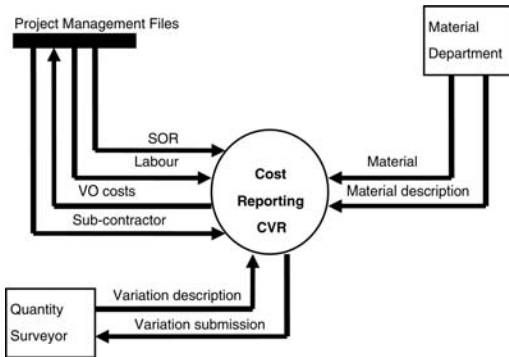 Project Management Files
Material
Department
SOR
Labour
VO costs
Sub-contractor
Cost
Reporting
CVR
Material
Material description
Quantity
Surveyor
Variation description
Variation submission